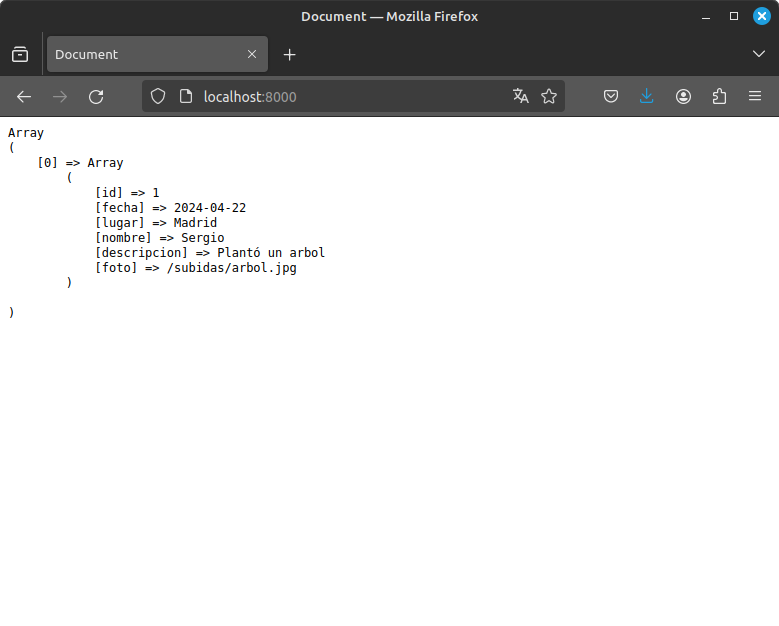 Document — Mozilla Firefox
Document
localhost:8000
Array
(
    [0] => Array
        (
            [id] => 1
            [fecha] => 2024-04-22
            [lugar] => Madrid
            [nombre] => Sergio
            [descripcion] => Plantó un arbol
            [foto] => /subidas/arbol.jpg
        )

)